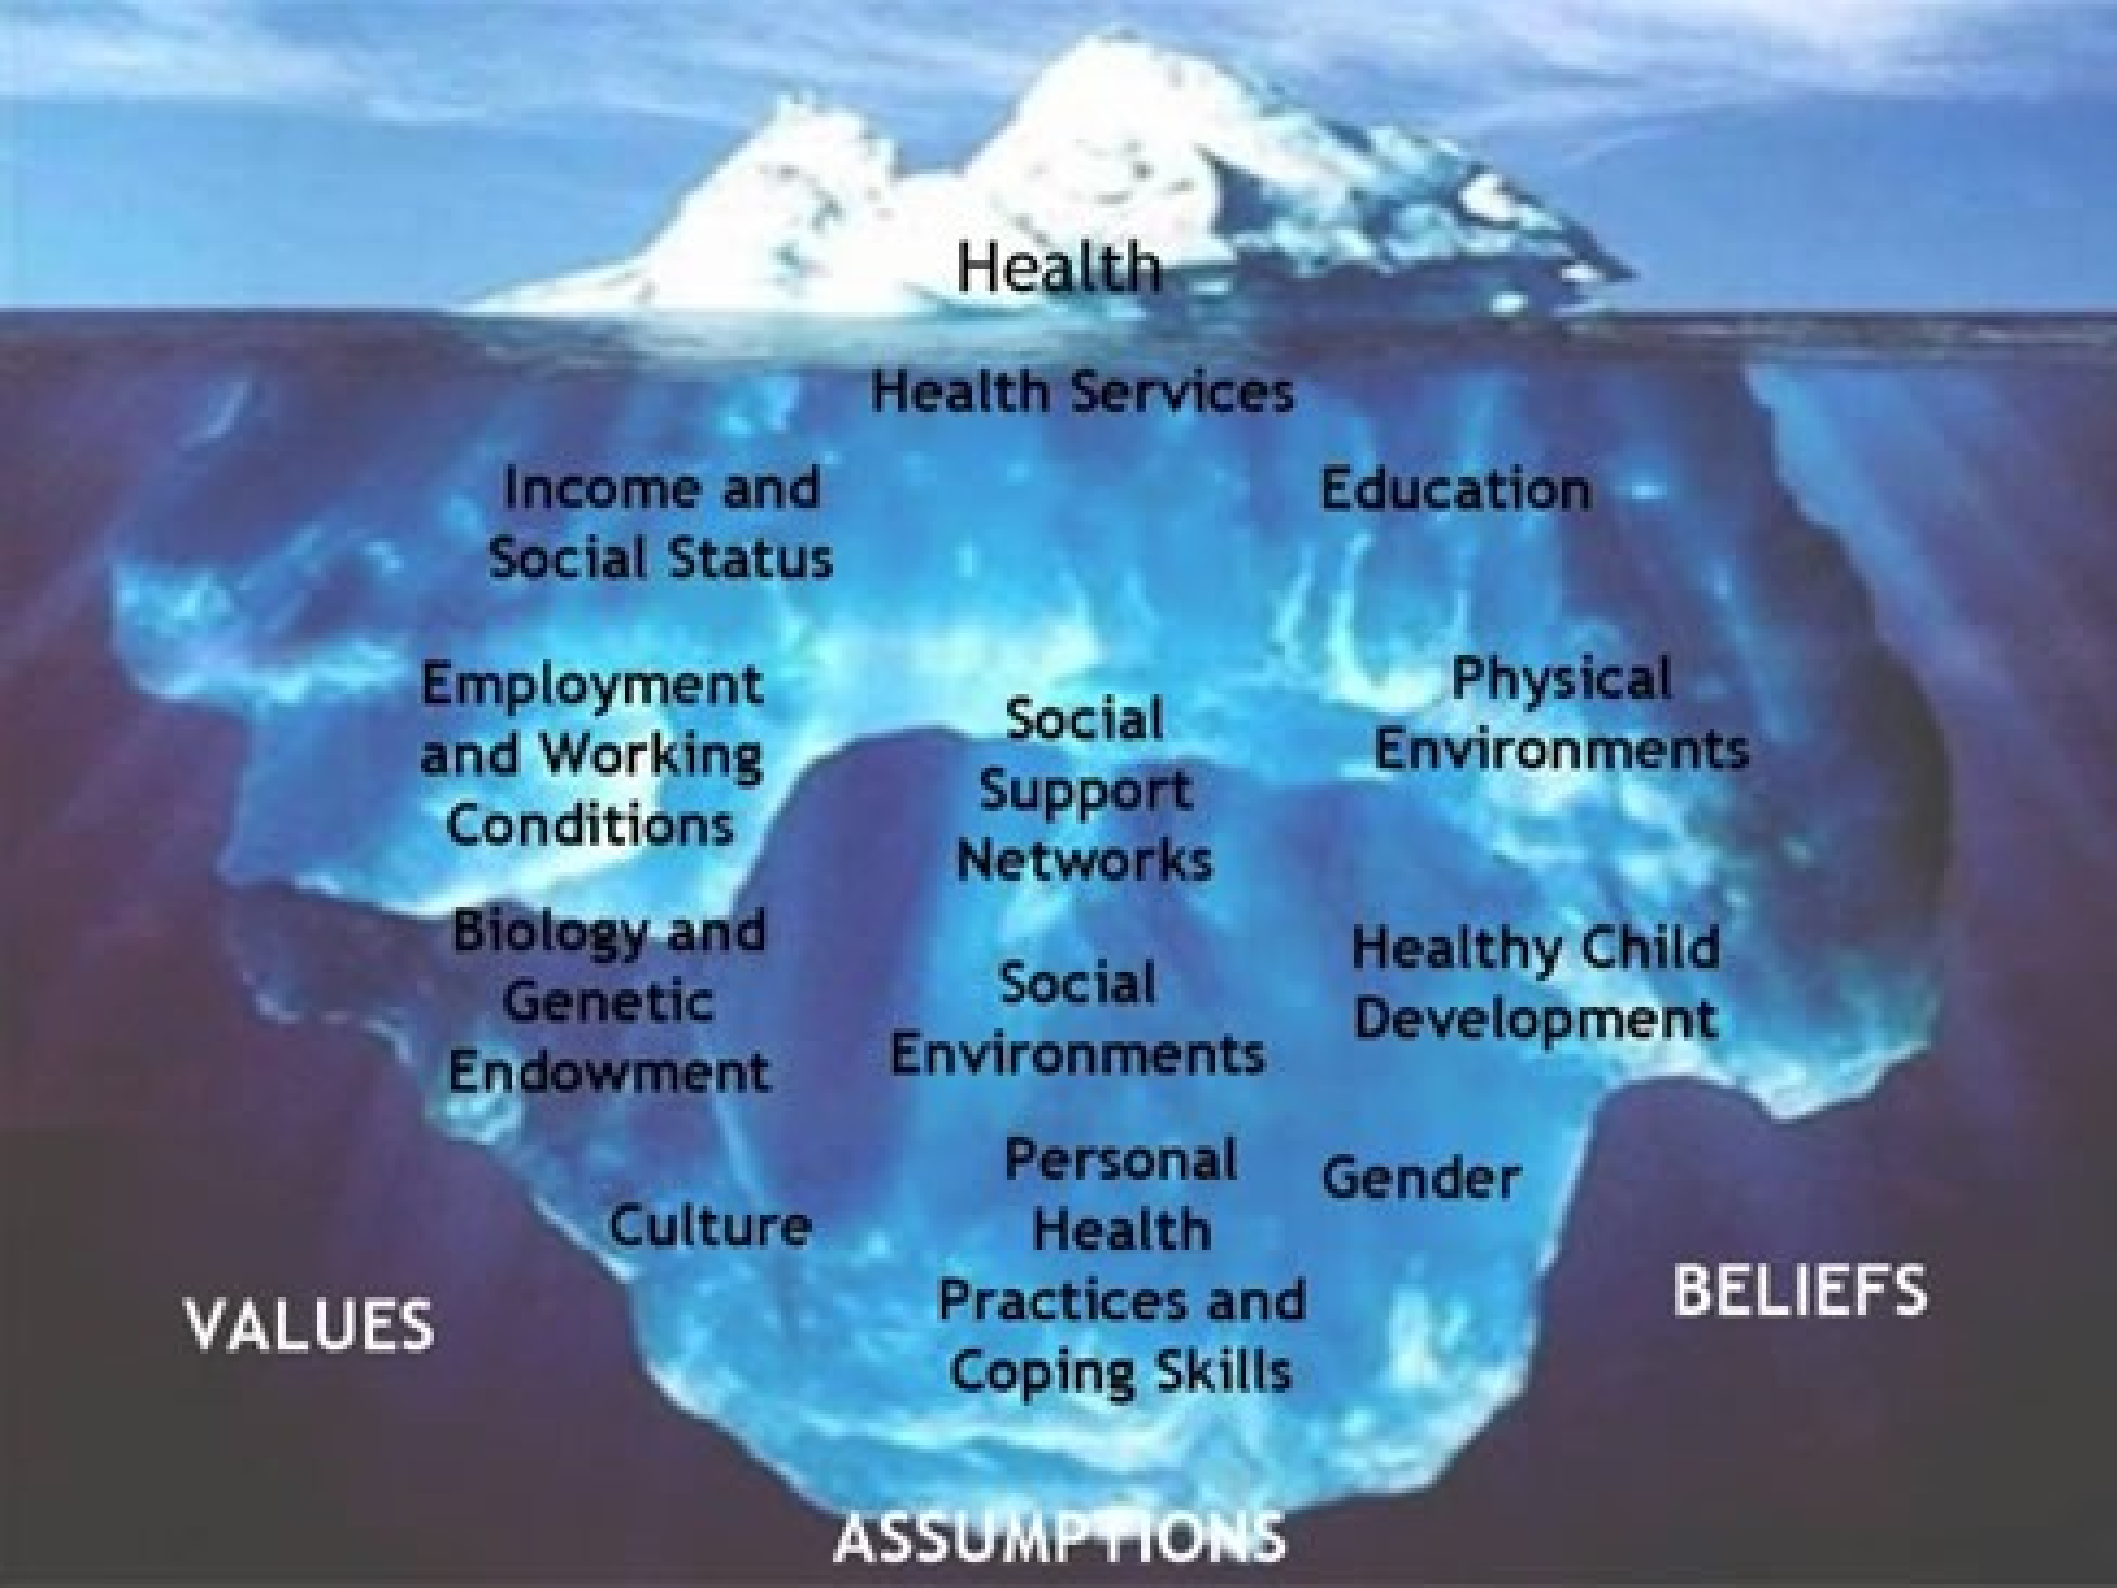 Health
Health Services
Income and
Social Status
Education
Employment
and Working
Conditions
Social
Support
Networks
Physical
Environments
Biology and
Genetic
Endowment
Social
Environments
Healthy Child
Development
Culture
Personal
Health
Practices and
Coping Skills
Gender
VALUES
BELIEFS
ASSUMPTIONS